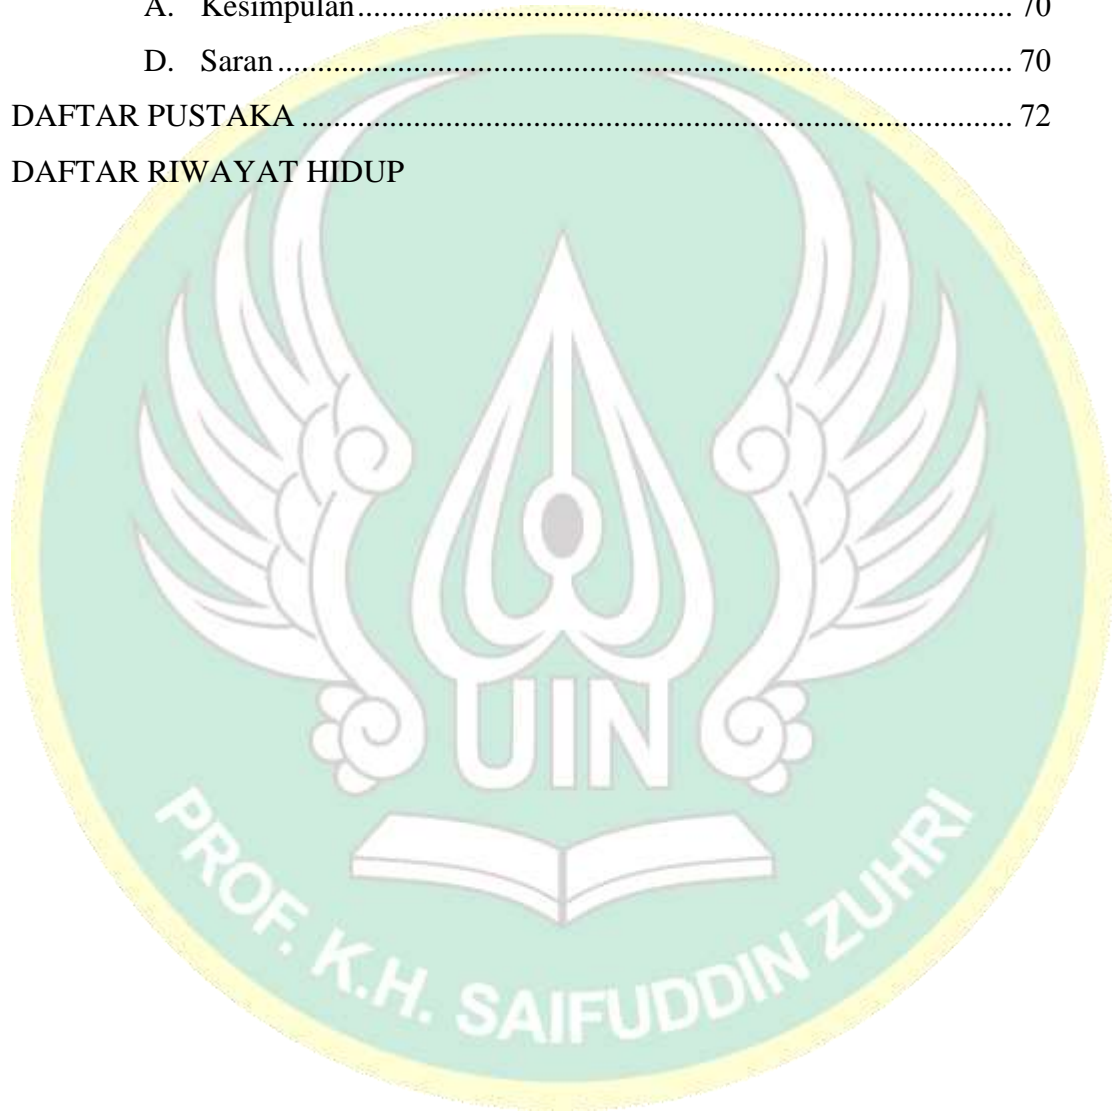 A. Kesimpulan.................................................................................... 70
D. Saran.............................................................................................. 70
DAFTAR PUSTAKA ........................................................................................... 72
DAFTAR RIWAYAT HIDUP
UIN
PROF. K.H. SAIFUDDIN ZUHRI